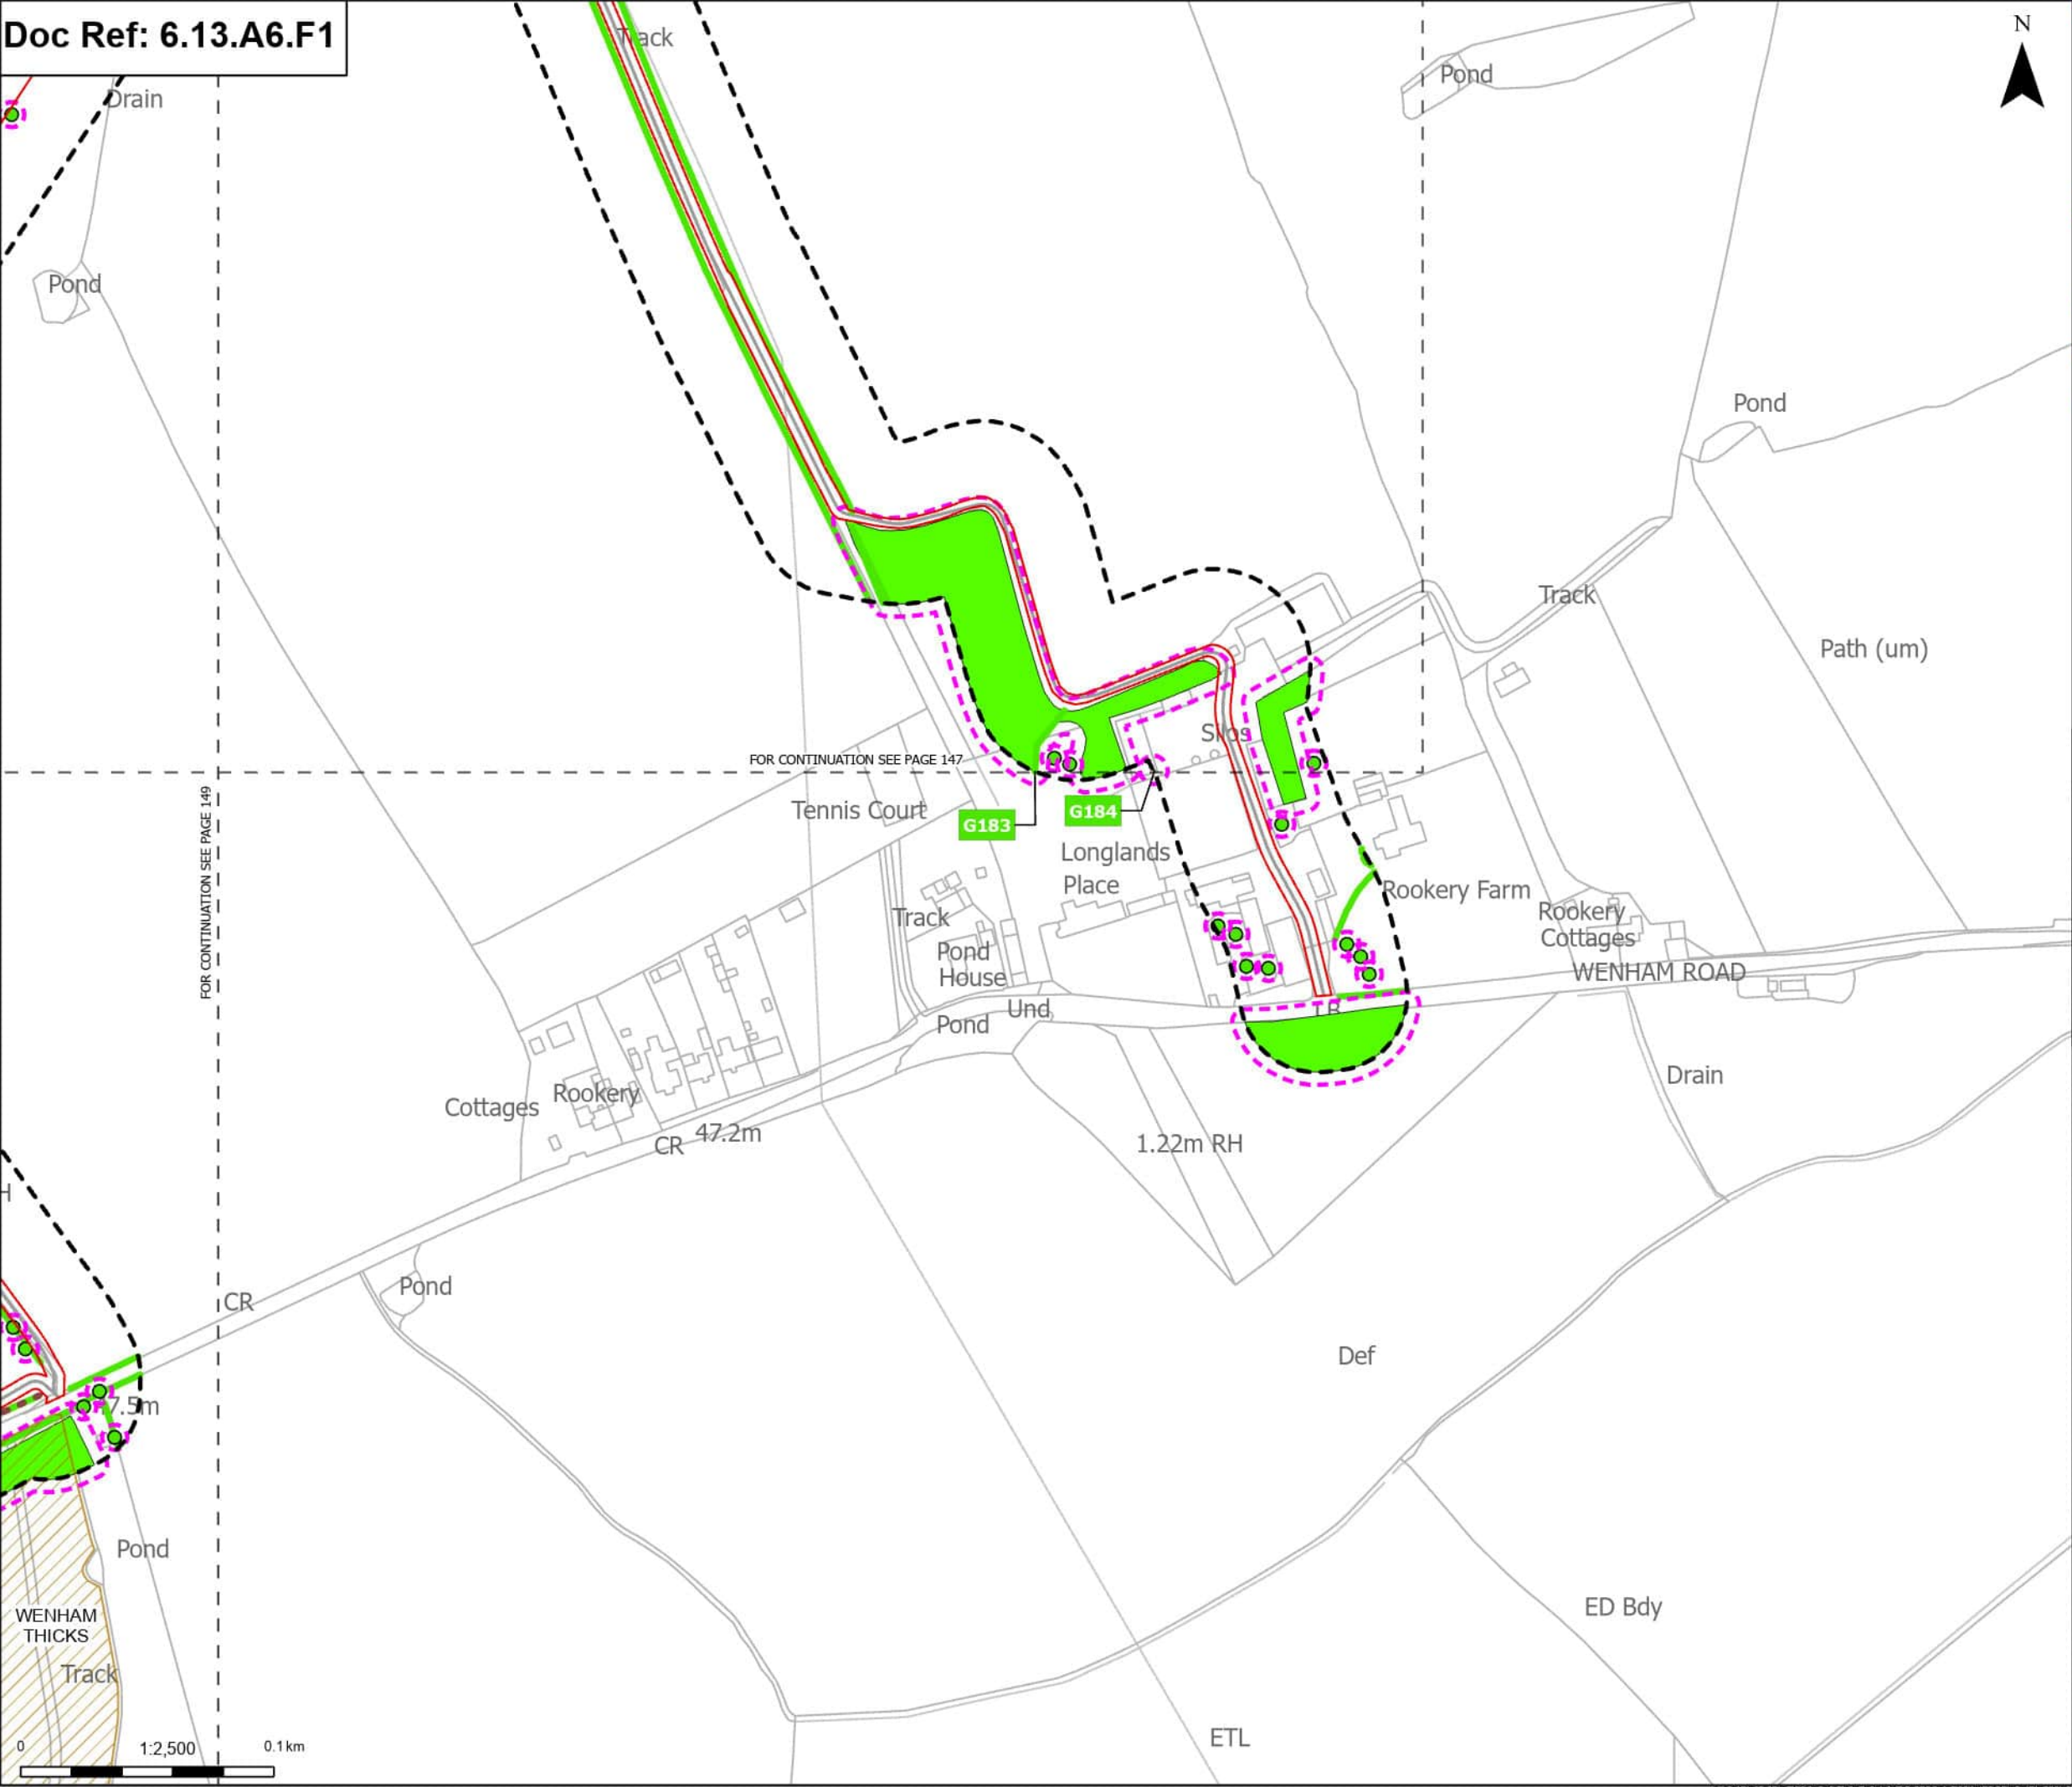 Doc Ref: 6.13.A6.F1
N
Track
Pond
Drain
Pond
Pond
Track
Path (um)
Silos
FOR CONTINUATION SEE PAGE 147
FOR CONTINUATION SEE PAGE 149
Tennis Court
G183
G184
Longlands
Place
Rookery Farm
Track
Rookery
Cottages
Pond
House
WENHAM ROAD
Und
LB
Pond
Drain
Rookery
Cottages
47.2m
CR
1.22m RH
Pond
CR
Def
7.5m
Pond
ED Bdy
WENHAM
THICKS
Track
ETL
0
1:2,500
0.1 km